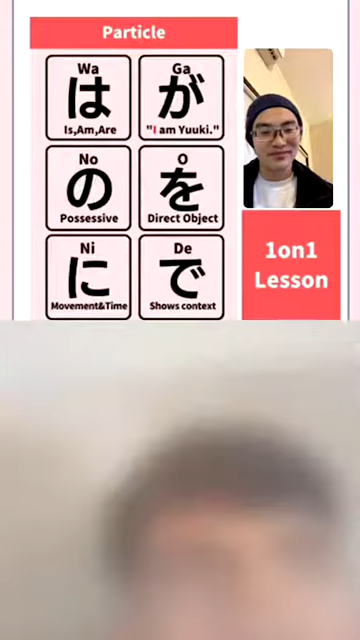 Particle
Wa
Ga
は
が
Is,Am,Are
"I am Yuuki."
No
O
の
を
Possessive
Direct Object
Ni
De
に
で
Movement&Time
Shows context
1on1
Lesson